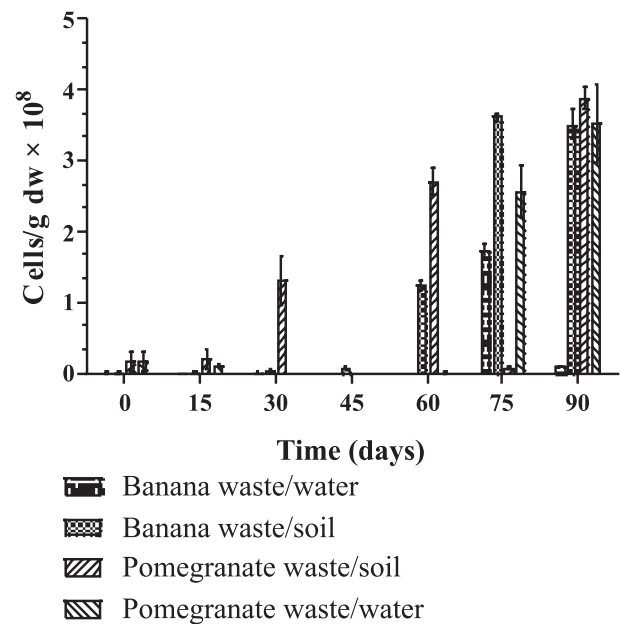 Cells/g dw × 10⁸
5
4
3
2
1
0
0 15 30 45 60 75 90
Time (days)
Banana waste/water
Banana waste/soil
Pomegranate waste/soil
Pomegranate waste/water